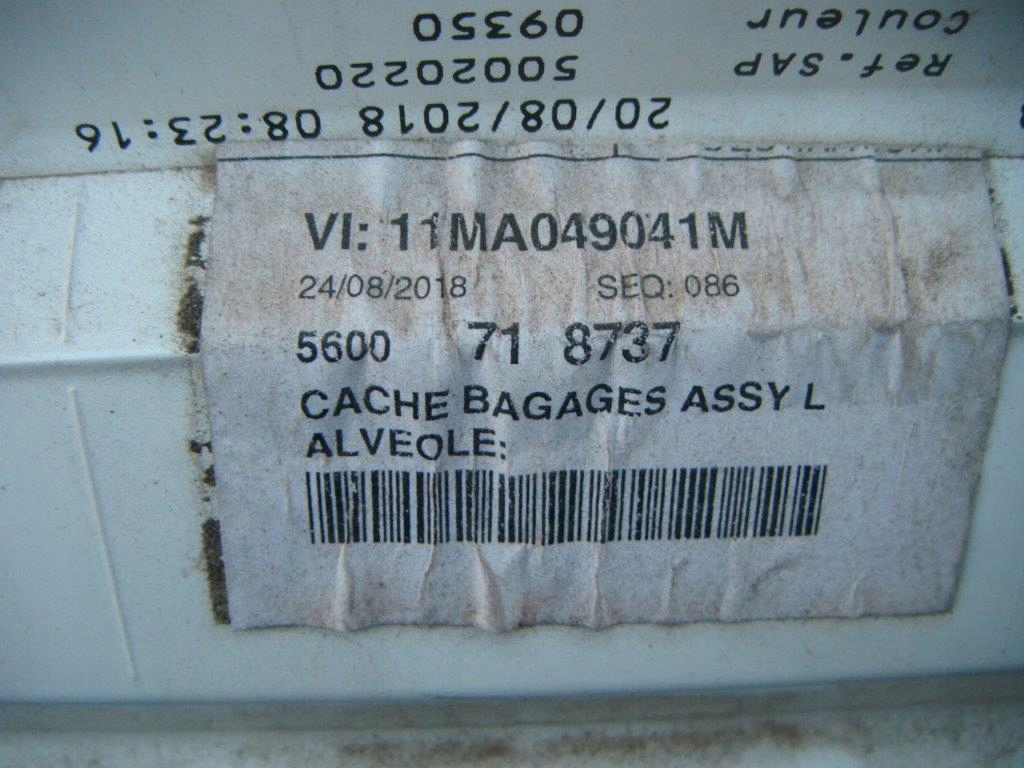 Couleur 09350
Ref.SAP 50020220
20/08/2018 08:23:16
VI: 11MA049041M
24/08/2018 SEQ: 086
5600 71 8737
CACHE BAGAGES ASSY L
ALVEOLE: